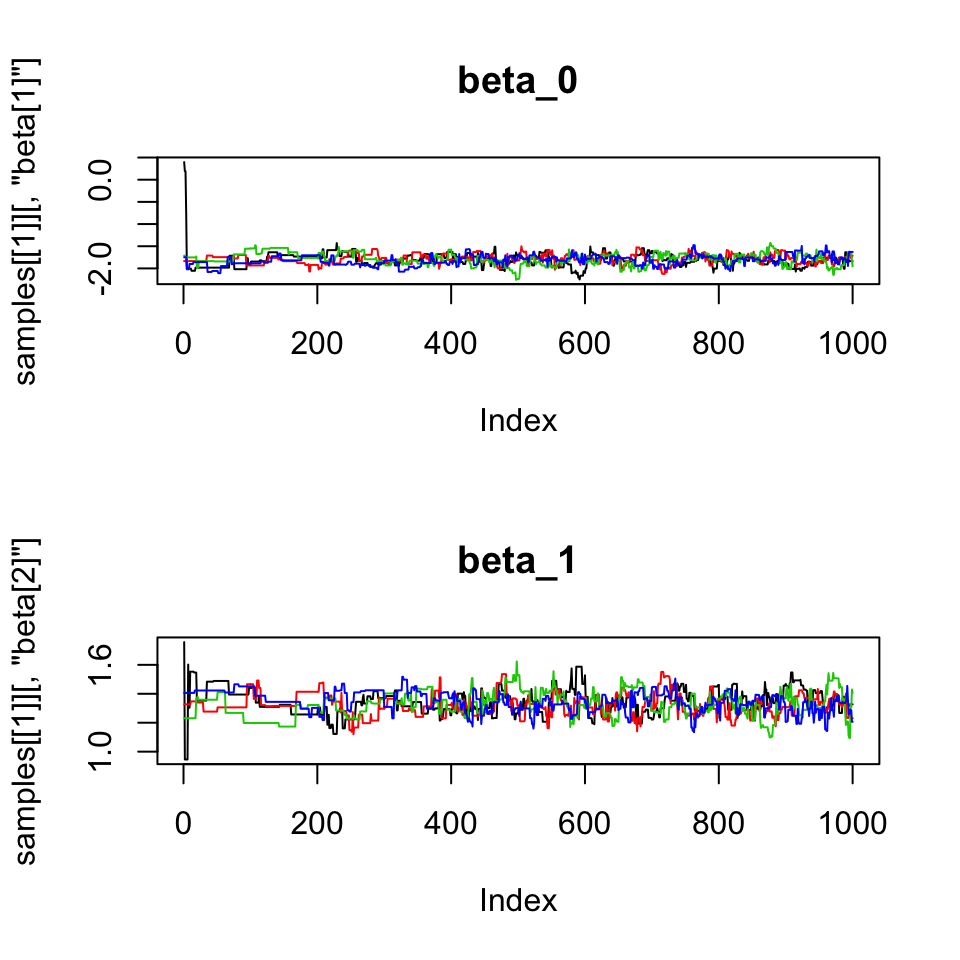 beta_0
samples[[1]][, "beta[1]"]
0.0
-2.0
0 200 400 600 800 1000
Index
beta_1
samples[[1]][, "beta[2]"]
1.6
1.0
0 200 400 600 800 1000
Index